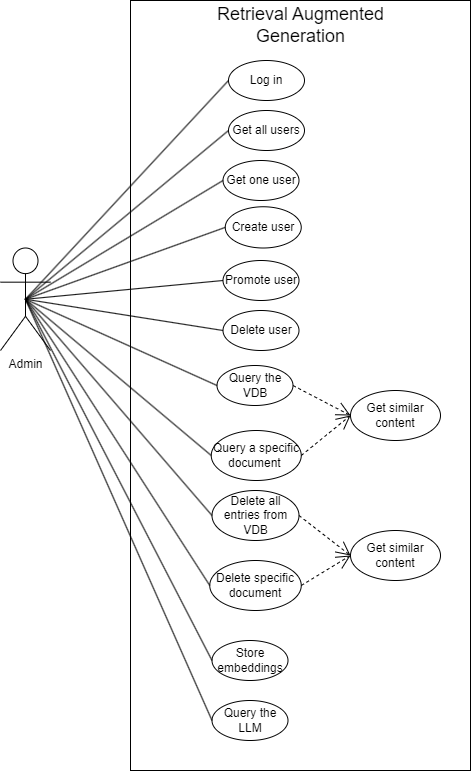 Retrieval Augmented
Generation
Log in
Get all users
Get one user
Create user
Promote user
Delete user
Admin
Query the
VDB
Get similar
content
Query a specific
document
Delete all
entries from
VDB
Get similar
content
Delete specific
document
Store
embeddings
Query the
LLM